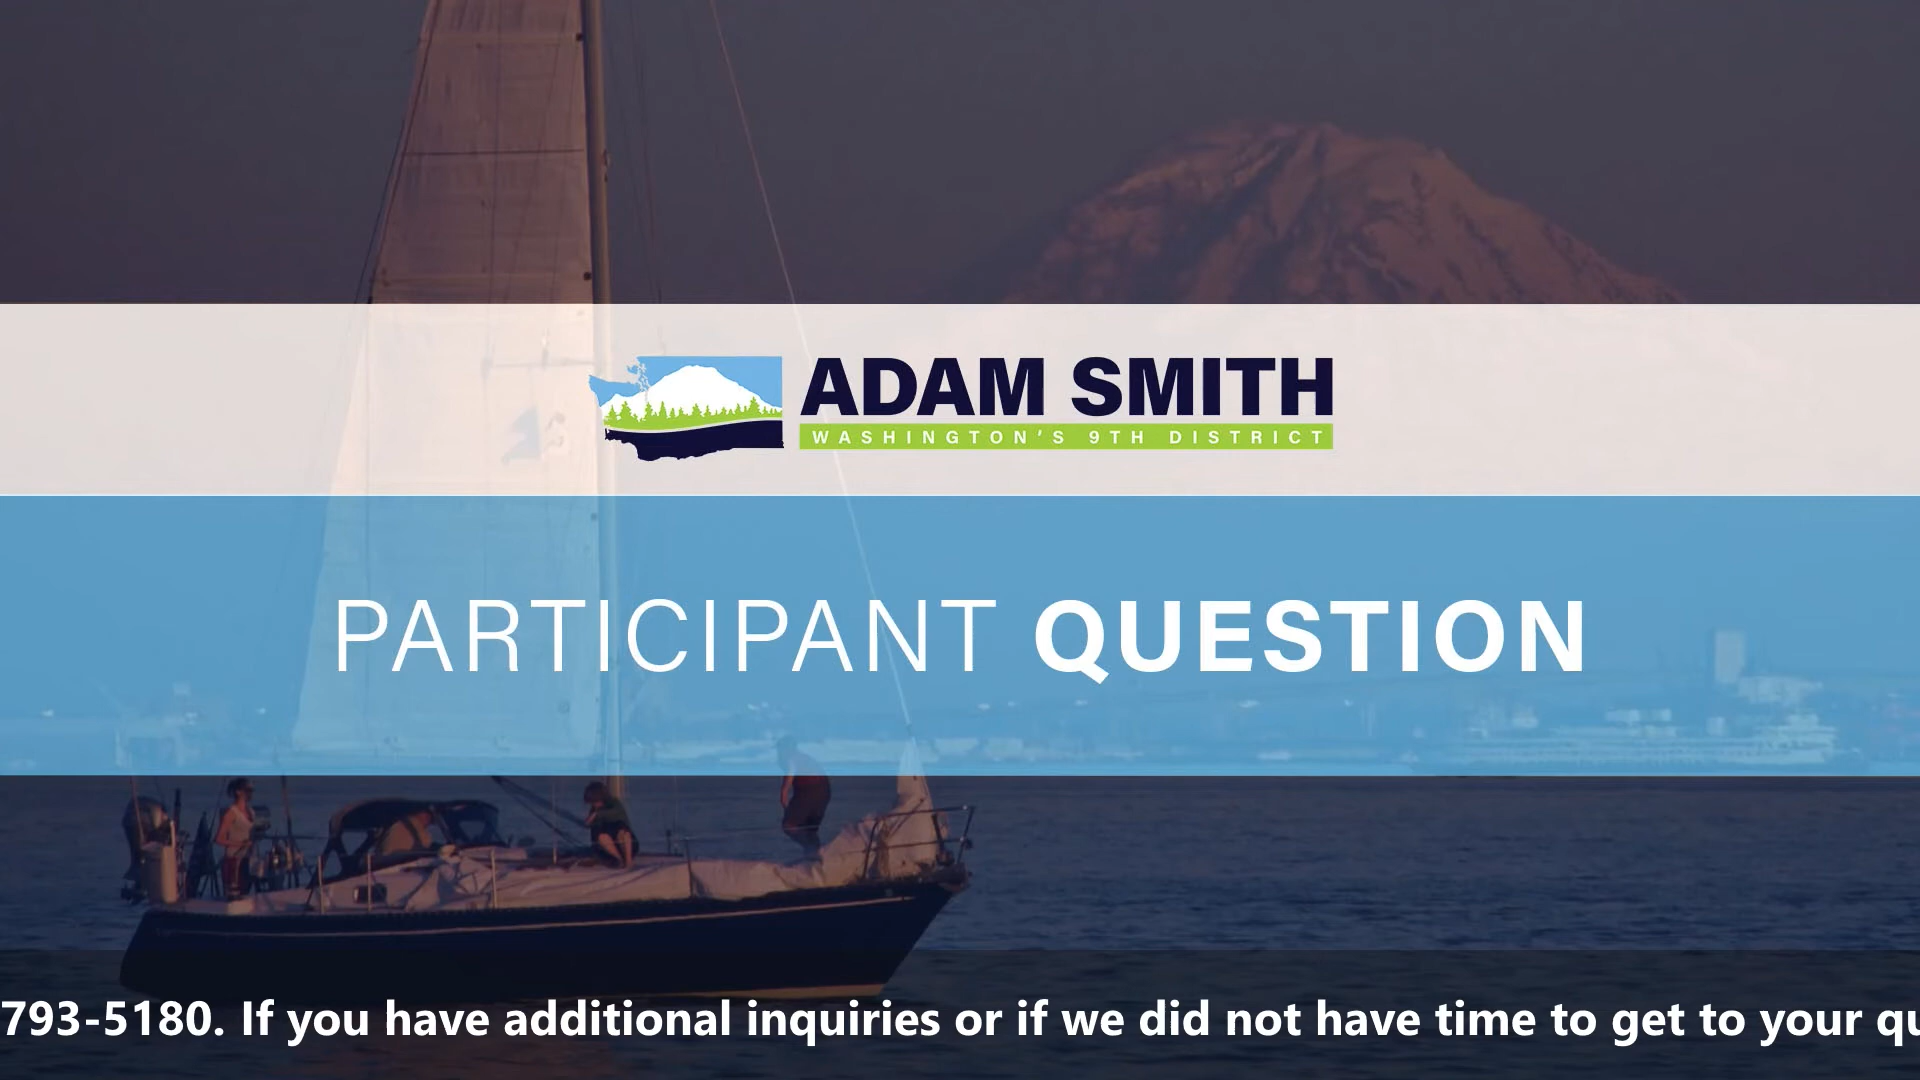 ADAM SMITH
WASHINGTON'S 9TH DISTRICT
PARTICIPANT QUESTION
793-5180. If you have additional inquiries or if we did not have time to get to your qu